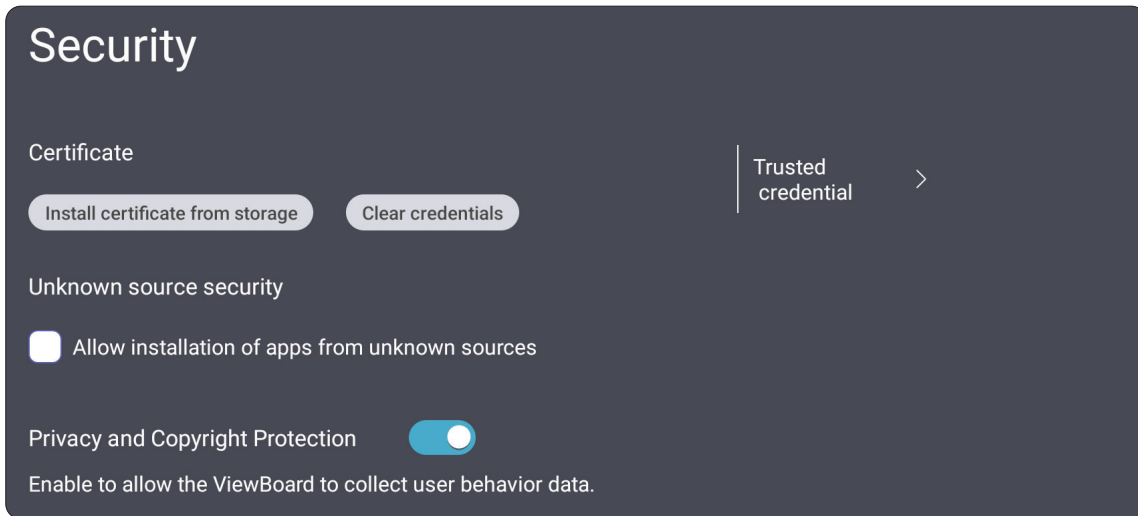 Security
Certificate
Trusted
credential
Install certificate from storage
Clear credentials
Unknown source security
Allow installation of apps from unknown sources
Privacy and Copyright Protection
Enable to allow the ViewBoard to collect user behavior data.